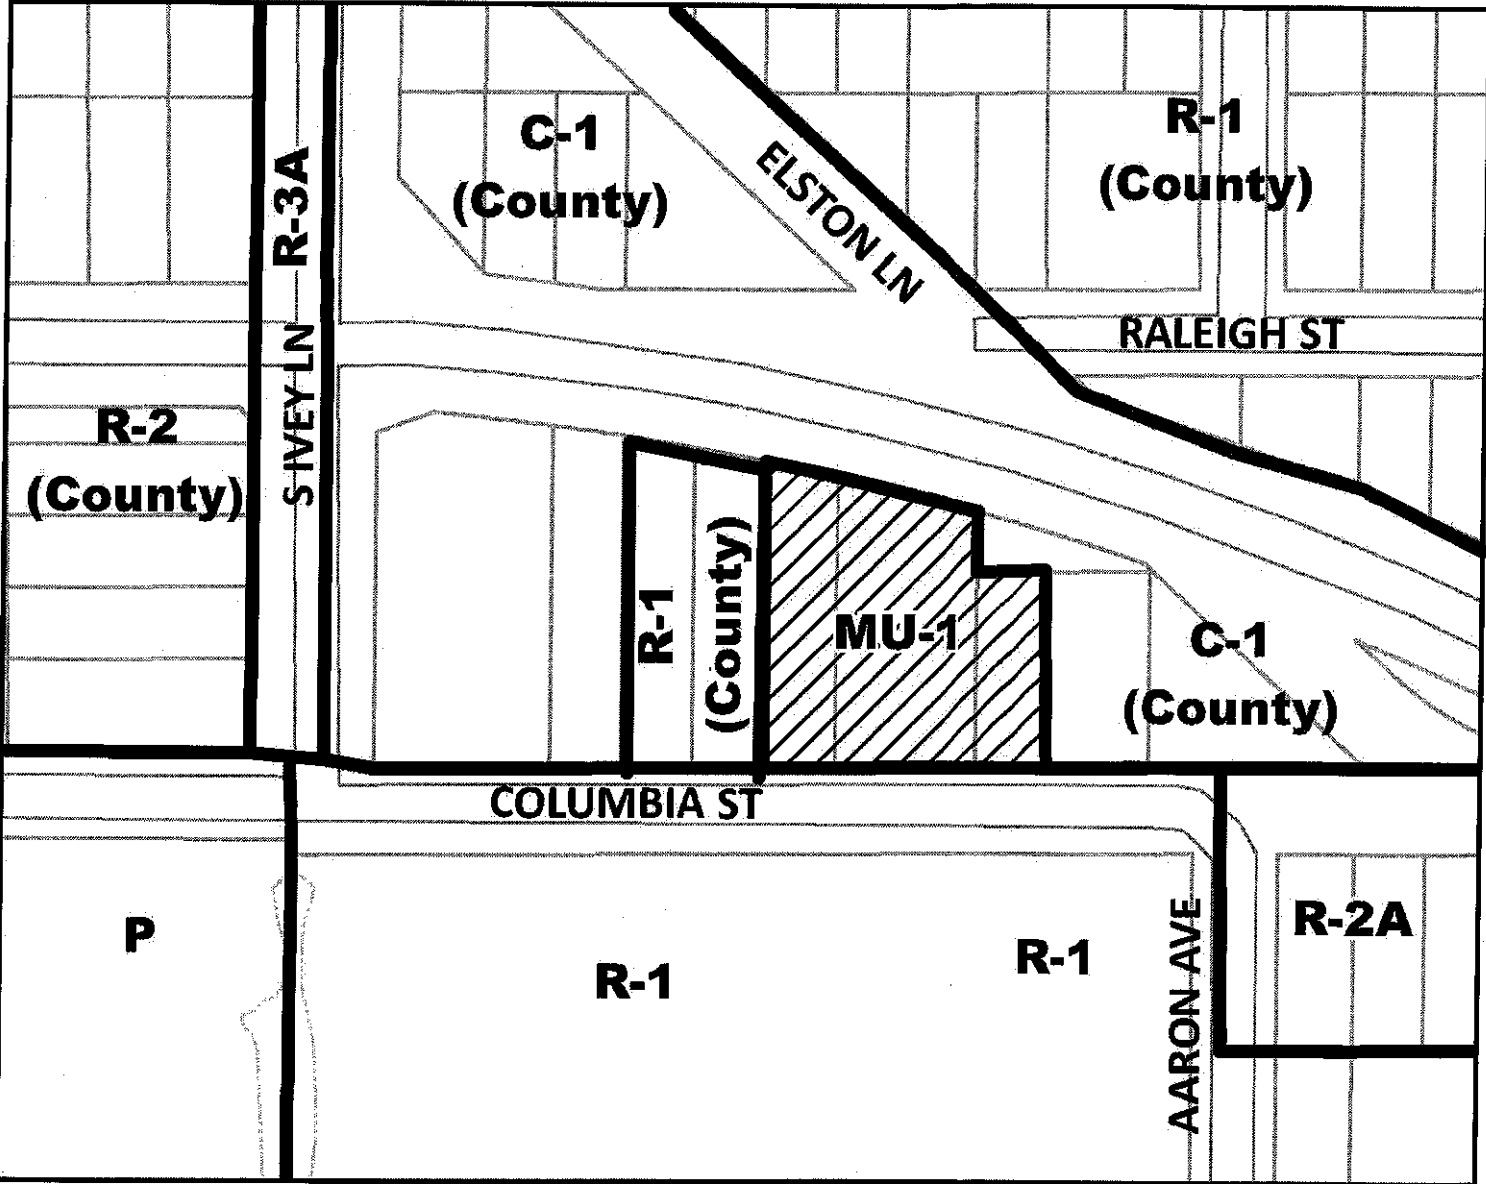 C-1
(County)
R-1
(County)
R-3A
ELSTON LN
RALEIGH ST
S IVEY LN
R-2
(County)
R-1
(County)
MU-1
C-1
(County)
COLUMBIA ST
P
R-1
R-1
AARON AVE
R-2A